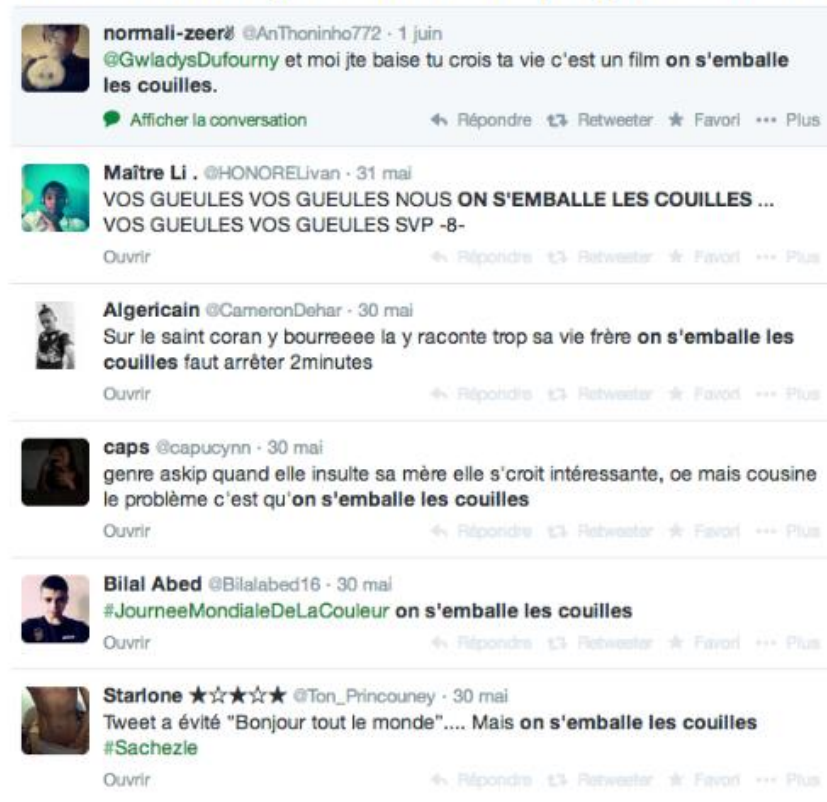 normali-zeer✌ @AnThoninho772 · 1 juin
@GwladysDufourny et moi jte baise tu crois ta vie c'est un film on s'emballe
les couilles.
Afficher la conversation Répondre Retweeter Favori Plus
Maître Li . @HONORELivan · 31 mai
VOS GUEULES VOS GUEULES NOUS ON S'EMBALLE LES COUILLES ...
VOS GUEULES VOS GUEULES SVP -8-
Ouvrir Répondre Retweeter Favori Plus
Algericain @CameronDehar · 30 mai
Sur le saint coran y bourreeee la y raconte trop sa vie frère on s'emballe les
couilles faut arrêter 2minutes
Ouvrir Répondre Retweeter Favori Plus
caps @capucynn · 30 mai
genre askip quand elle insulte sa mère elle s'croit intéressante, oe mais cousine
le problème c'est qu'on s'emballe les couilles
Ouvrir Répondre Retweeter Favori Plus
Bilal Abed @Bilalabed16 · 30 mai
#JourneeMondialeDeLaCouleur on s'emballe les couilles
Ouvrir Répondre Retweeter Favori Plus
Starlone ★☆★☆★ @Ton_Princouney · 30 mai
Tweet a évité "Bonjour tout le monde".... Mais on s'emballe les couilles
#Sachezle
Ouvrir Répondre Retweeter Favori Plus